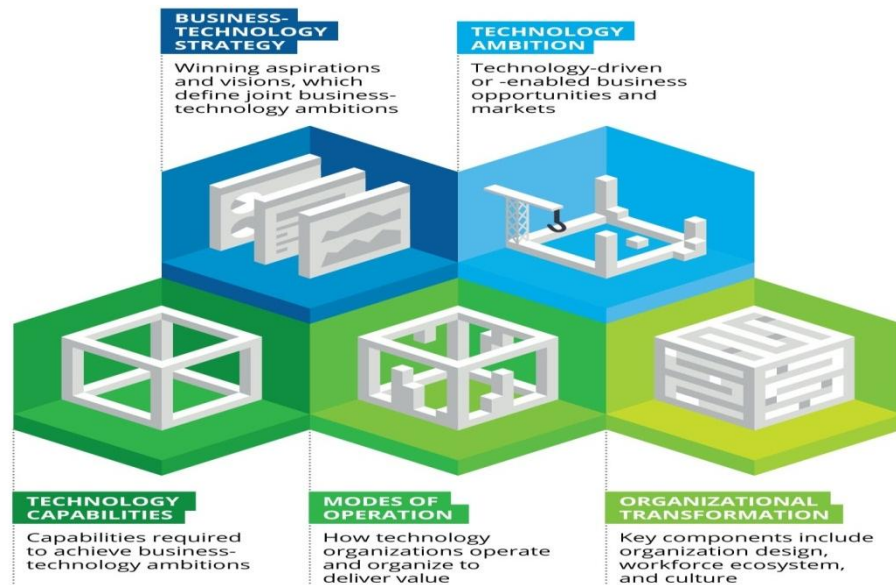 BUSINESS-
TECHNOLOGY
STRATEGY
Winning aspirations
and visions, which
define joint business-
technology ambitions
TECHNOLOGY
AMBITION
Technology-driven
or -enabled business
opportunities and
markets
TECHNOLOGY
CAPABILITIES
Capabilities required
to achieve business-
technology ambitions
MODES OF
OPERATION
How technology
organizations operate
and organize to
deliver value
ORGANIZATIONAL
TRANSFORMATION
Key components include
organization design,
workforce ecosystem,
and culture